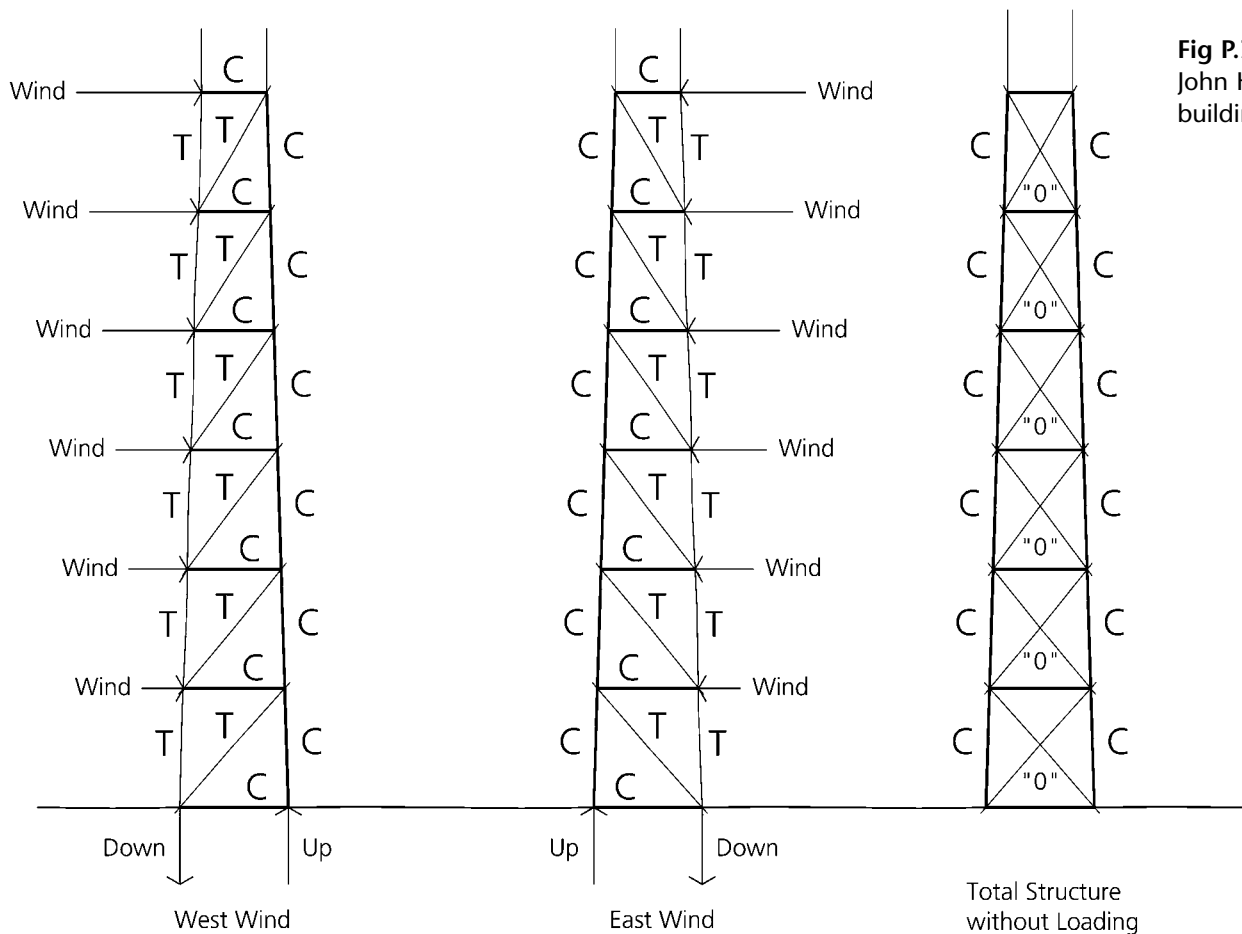 Fig P.
John H
buildin
C C
Wind Wind
T T C C T T C C
C C "0"
Wind Wind
T T C C T T C C
C C "0"
Wind Wind
T T C C T T C C
C C "0"
Wind Wind
T T C C T T C C
C C "0"
Wind Wind
T T C C T T C C
C C "0"
Wind Wind
T T C C T T C C
C C "0"
Down Up Up Down
West Wind East Wind
Total Structure
without Loading